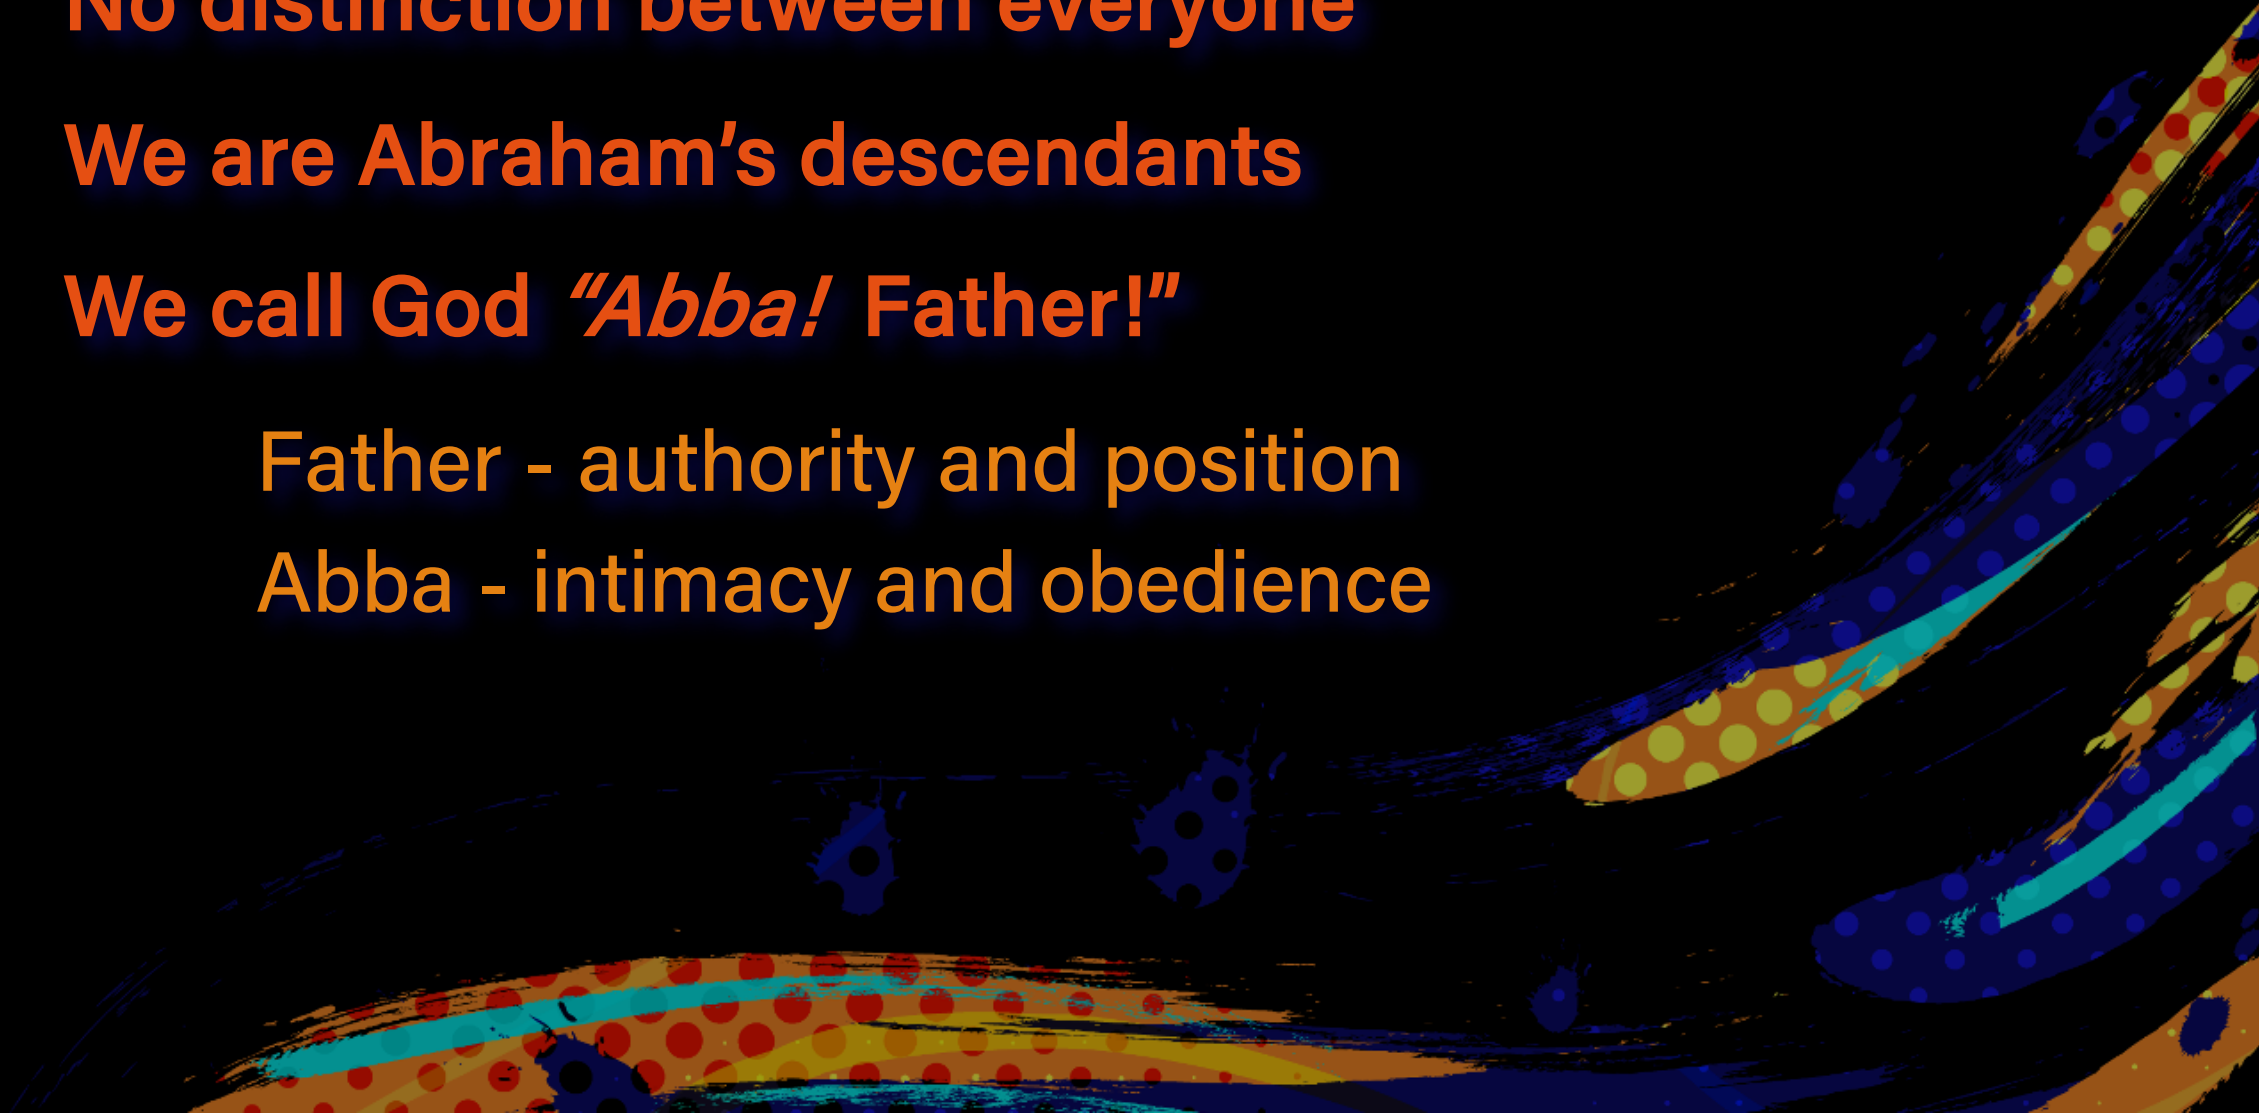 No distinction between everyone
We are Abraham’s descendants
We call God “Abba! Father!”
Father - authority and position
Abba - intimacy and obedience